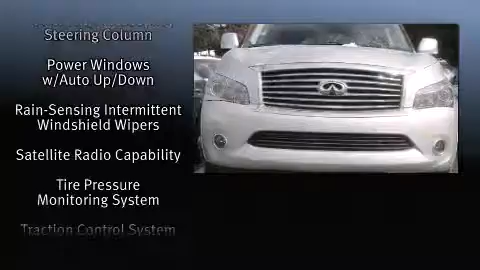 Steering Column
Power Windows
w/Auto Up/Down
Rain-Sensing Intermittent
Windshield Wipers
Satellite Radio Capability
Tire Pressure
Monitoring System
Traction Control System